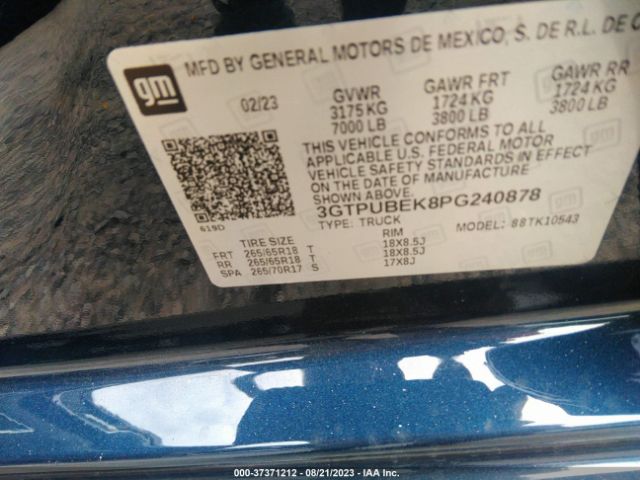 MFD BY GENERAL MOTORS DE MEXICO, S. DE R.L. DE C
gm
02/23 GVWR GAWR FRT GAWR RR
3175 KG 1724 KG 1724 KG
7000 LB 3800 LB 3800 LB
THIS VEHICLE CONFORMS TO ALL
APPLICABLE U.S. FEDERAL MOTOR
VEHICLE SAFETY STANDARDS IN EFFECT
ON THE DATE OF MANUFACTURE
SHOWN ABOVE.
3GTPUBEK8PG240878
619D TYPE: TRUCK MODEL: 88TK10543
TIRE SIZE RIM
FRT 265/65R18 T 18X8.5J
RR 265/65R18 T 18X8.5J
SPA 265/70R17 S 17X8J
000-37371212 - 08/21/2023 - IAA Inc.